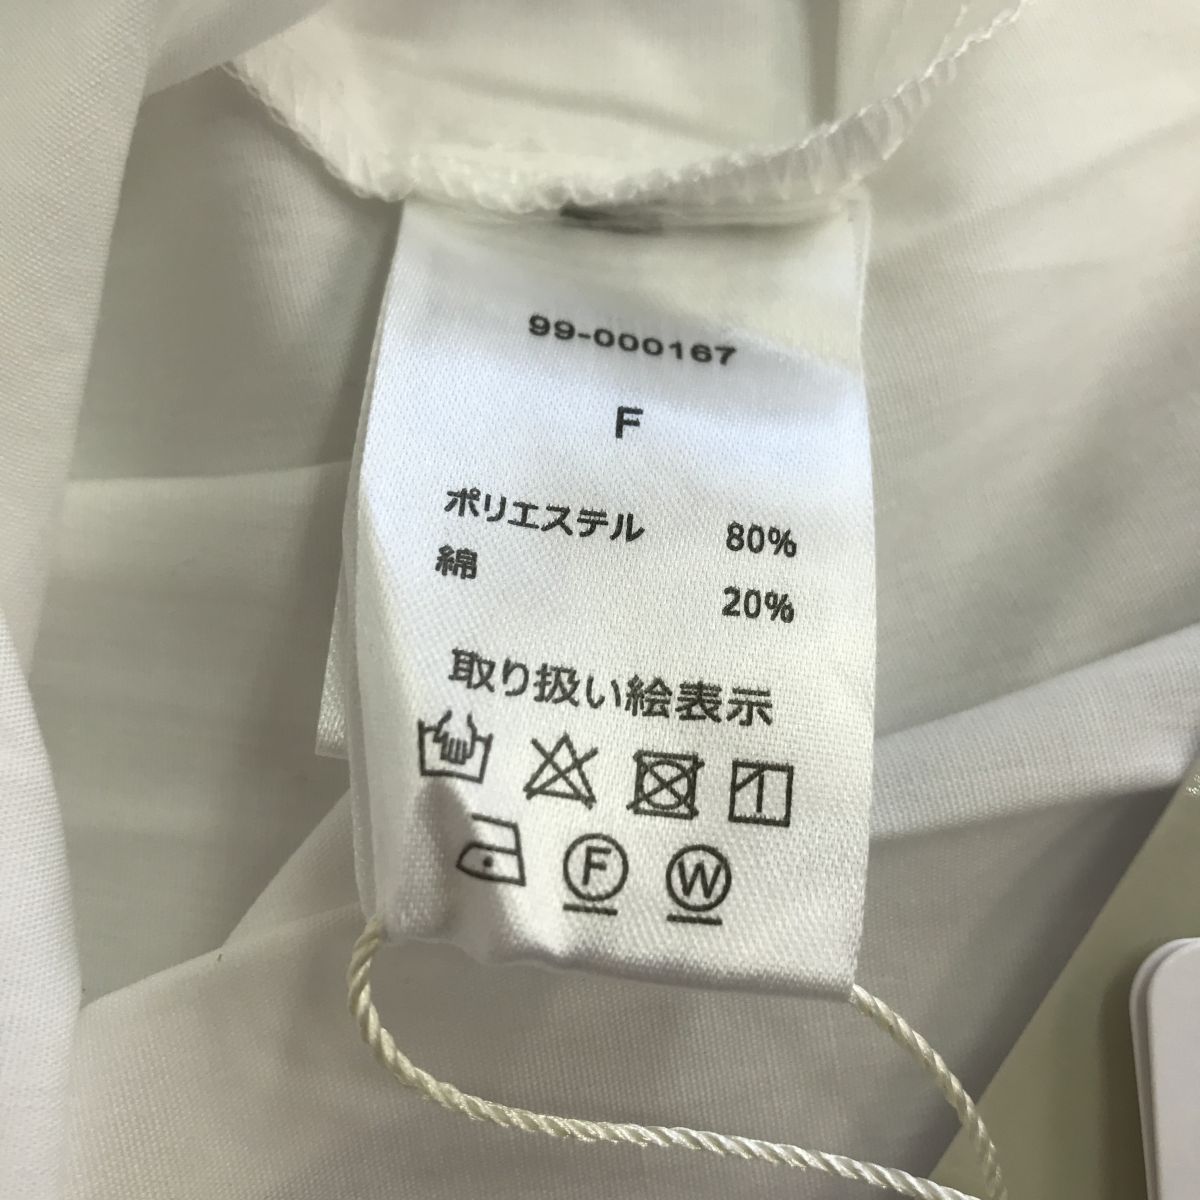 99-000167
F
ポリエステル 80%
綿 20%
取り扱い絵表示
F W